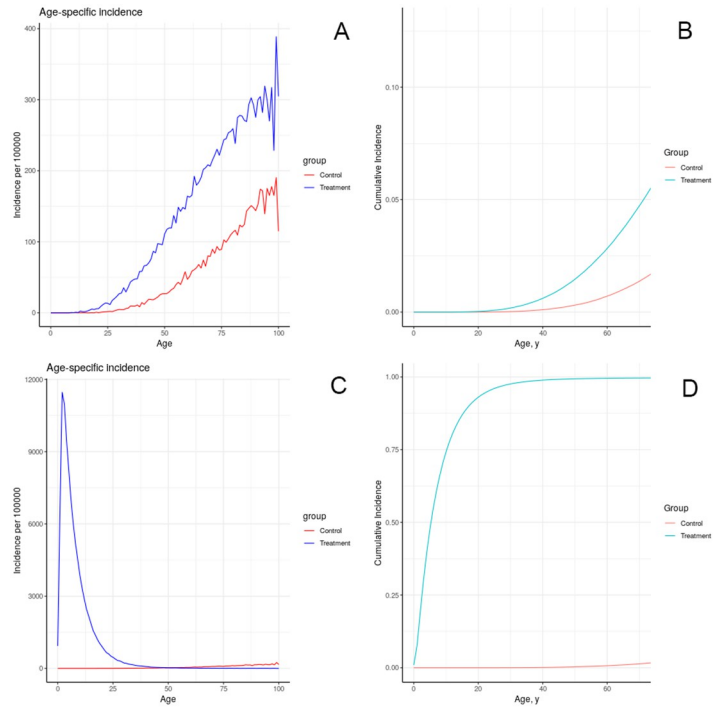 Age-specific incidence
A
400
300
200
100
0
Incidence per 100000
0 25 50 75 100
Age
group
Control
Treatment
B
0.10
0.05
0.00
Cumulative Incidence
0 20 40 60
Age, y
Group
Control
Treatment
Age-specific incidence
C
12000
9000
6000
3000
0
Incidence per 100000
0 25 50 75 100
Age
group
Control
Treatment
D
1.00
0.75
0.50
0.25
0.00
Cumulative Incidence
0 20 40 60
Age, y
Group
Control
Treatment